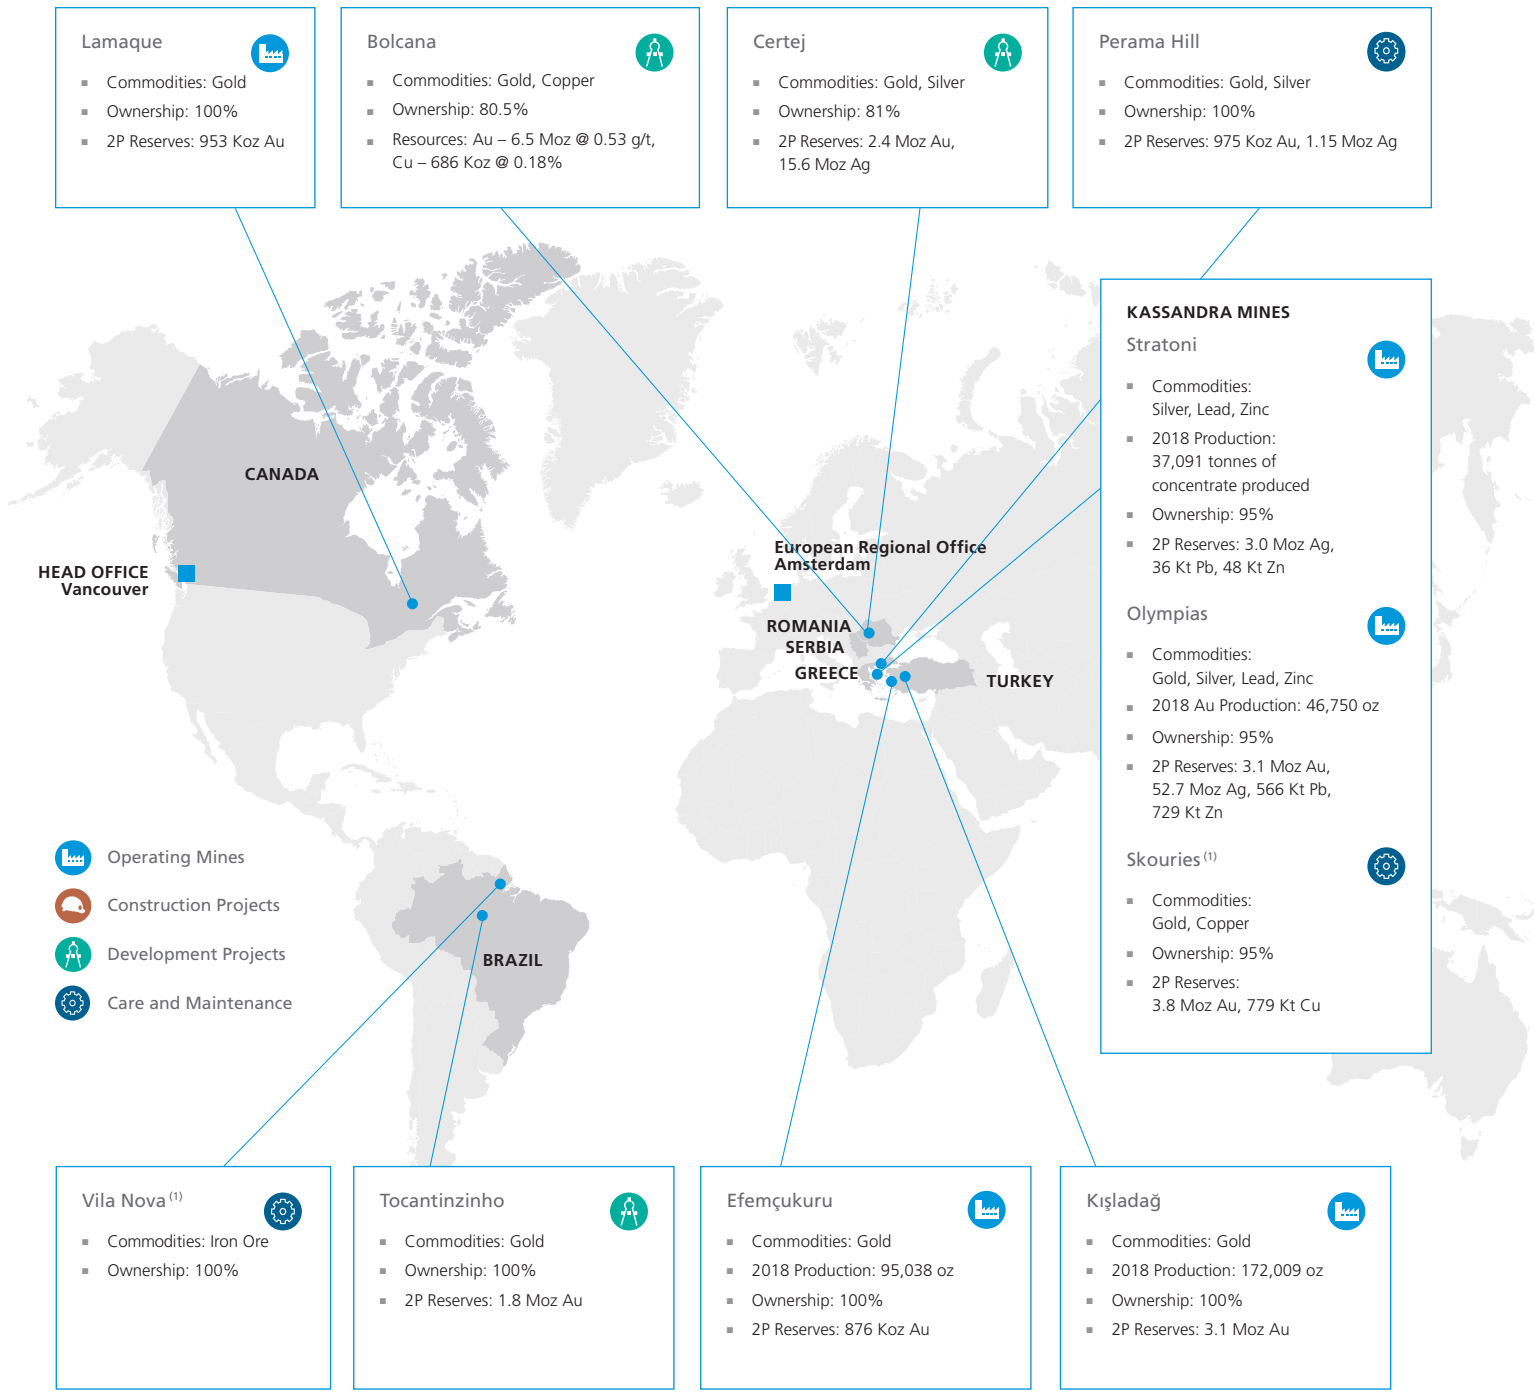 Lamaque
Commodities: Gold
Ownership: 100%
2P Reserves: 953 Koz Au
Bolcana
Commodities: Gold, Copper
Ownership: 80.5%
Resources: Au – 6.5 Moz @ 0.53 g/t,
Cu – 686 Koz @ 0.18%
Certej
Commodities: Gold, Silver
Ownership: 81%
2P Reserves: 2.4 Moz Au,
15.6 Moz Ag
Perama Hill
Commodities: Gold, Silver
Ownership: 100%
2P Reserves: 975 Koz Au, 1.15 Moz Ag
KASSANDRA MINES
Stratoni
Commodities:
Silver, Lead, Zinc
2018 Production:
37,091 tonnes of
concentrate produced
Ownership: 95%
2P Reserves: 3.0 Moz Ag,
36 Kt Pb, 48 Kt Zn
Olympias
Commodities:
Gold, Silver, Lead, Zinc
2018 Au Production: 46,750 oz
Ownership: 95%
2P Reserves: 3.1 Moz Au,
52.7 Moz Ag, 566 Kt Pb,
729 Kt Zn
Skouries (1)
Commodities:
Gold, Copper
Ownership: 95%
2P Reserves:
3.8 Moz Au, 779 Kt Cu
CANADA
HEAD OFFICE
Vancouver
European Regional Office
Amsterdam
ROMANIA
SERBIA
GREECE
TURKEY
BRAZIL
Operating Mines
Construction Projects
Development Projects
Care and Maintenance
Vila Nova (1)
Commodities: Iron Ore
Ownership: 100%
Tocantinzinho
Commodities: Gold
Ownership: 100%
2P Reserves: 1.8 Moz Au
Efemçukuru
Commodities: Gold
2018 Production: 95,038 oz
Ownership: 100%
2P Reserves: 876 Koz Au
Kışladağ
Commodities: Gold
2018 Production: 172,009 oz
Ownership: 100%
2P Reserves: 3.1 Moz Au